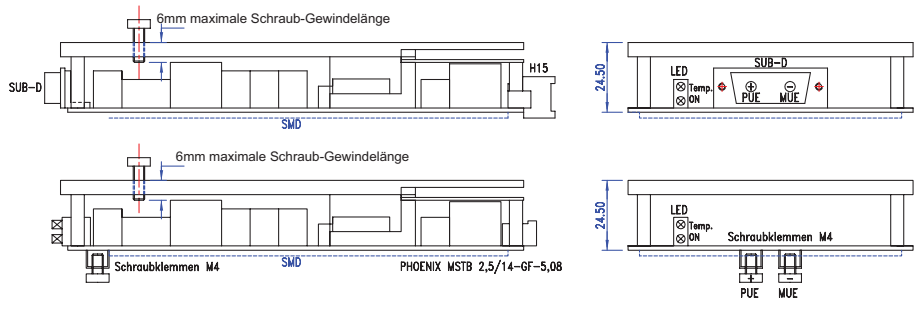 6mm maximale Schraub-Gewindelänge
SUB-D
H15
SMD
24.50
LED
Temp.
ON
SUB-D
PUE
MUE
6mm maximale Schraub-Gewindelänge
Schraubklemmen M4
SMD
PHOENIX MSTB 2,5/14-GF-5,08
24.50
LED
Temp.
ON
Schraubklemmen M4
PUE
MUE